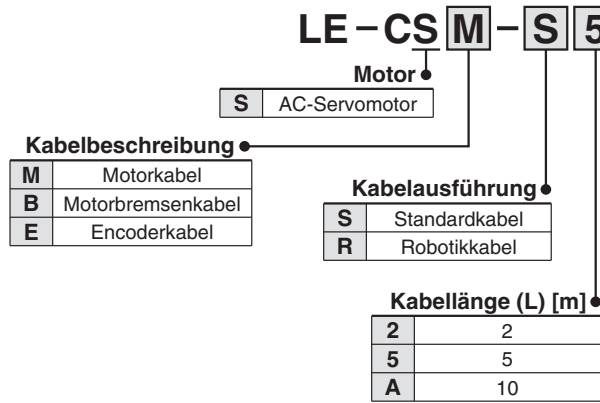 LE-CSM-S5
Motor
S AC-Servomotor
Kabelbeschreibung
M Motorkabel
B Motorbremsenkabel
E Encoderkabel
Kabelausführung
S Standardkabel
R Robotikkabel
Kabellänge (L) [m]
2 2
5 5
A 10